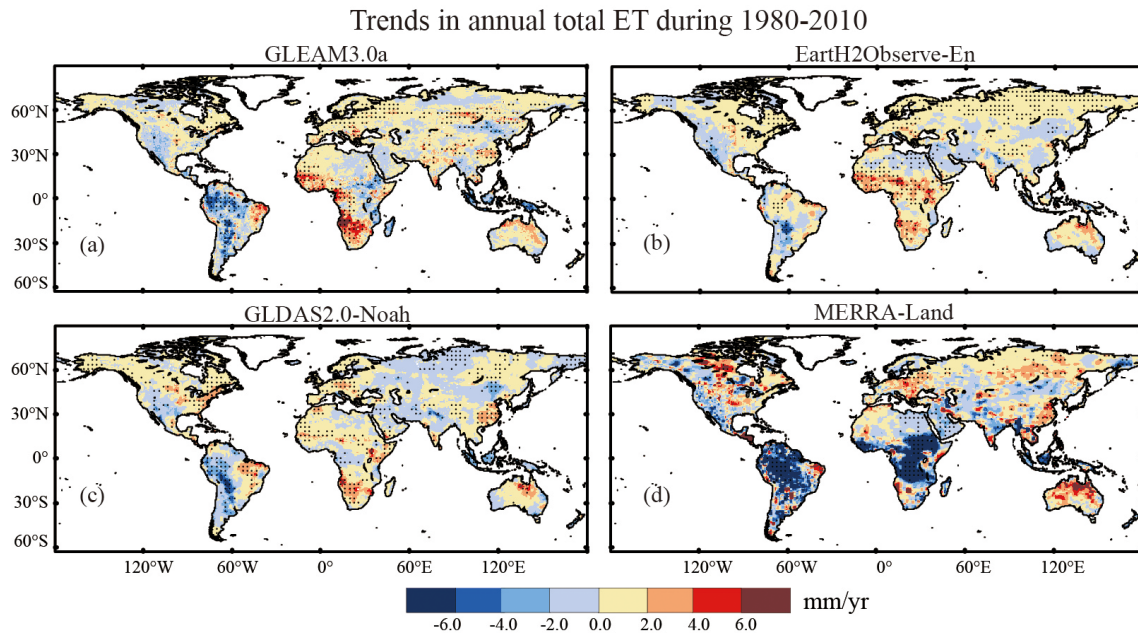 Trends in annual total ET during 1980-2010
GLEAM3.0a
EartH2Observe-En
60°N
30°N
0°
30°S
60°S
(a)
(b)
GLDAS2.0-Noah
MERRA-Land
60°N
30°N
0°
30°S
60°S
(c)
(d)
120°W 60°W 0° 60°E 120°E
120°W 60°W 0° 60°E 120°E
-6.0 -4.0 -2.0 0.0 2.0 4.0 6.0
mm/yr